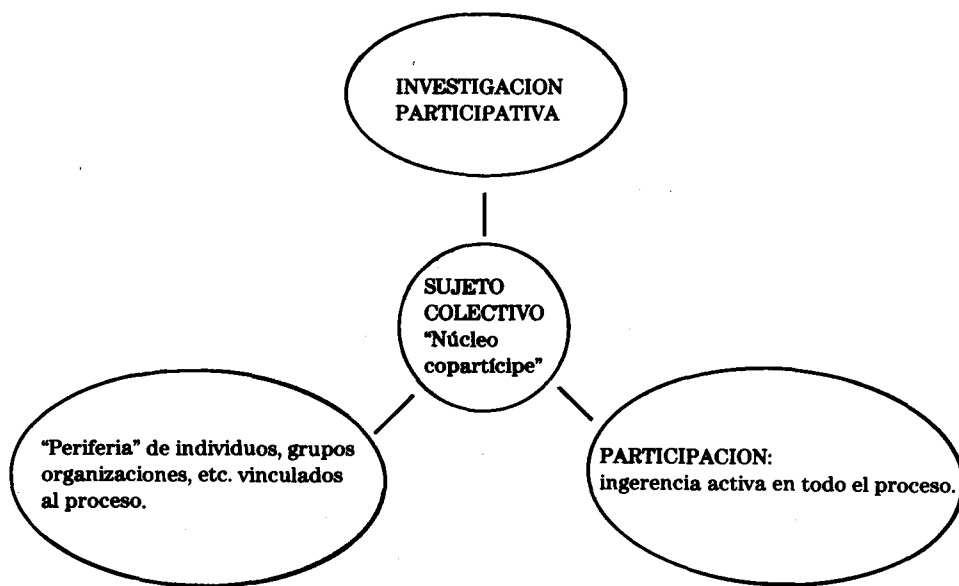 INVESTIGACION
PARTICIPATIVA
SUJETO
COLECTIVO
“Núcleo
copartícipe”
“Periferia” de individuos, grupos
organizaciones, etc. vinculados
al proceso.
PARTICIPACION:
ingerencia activa en todo el proceso.